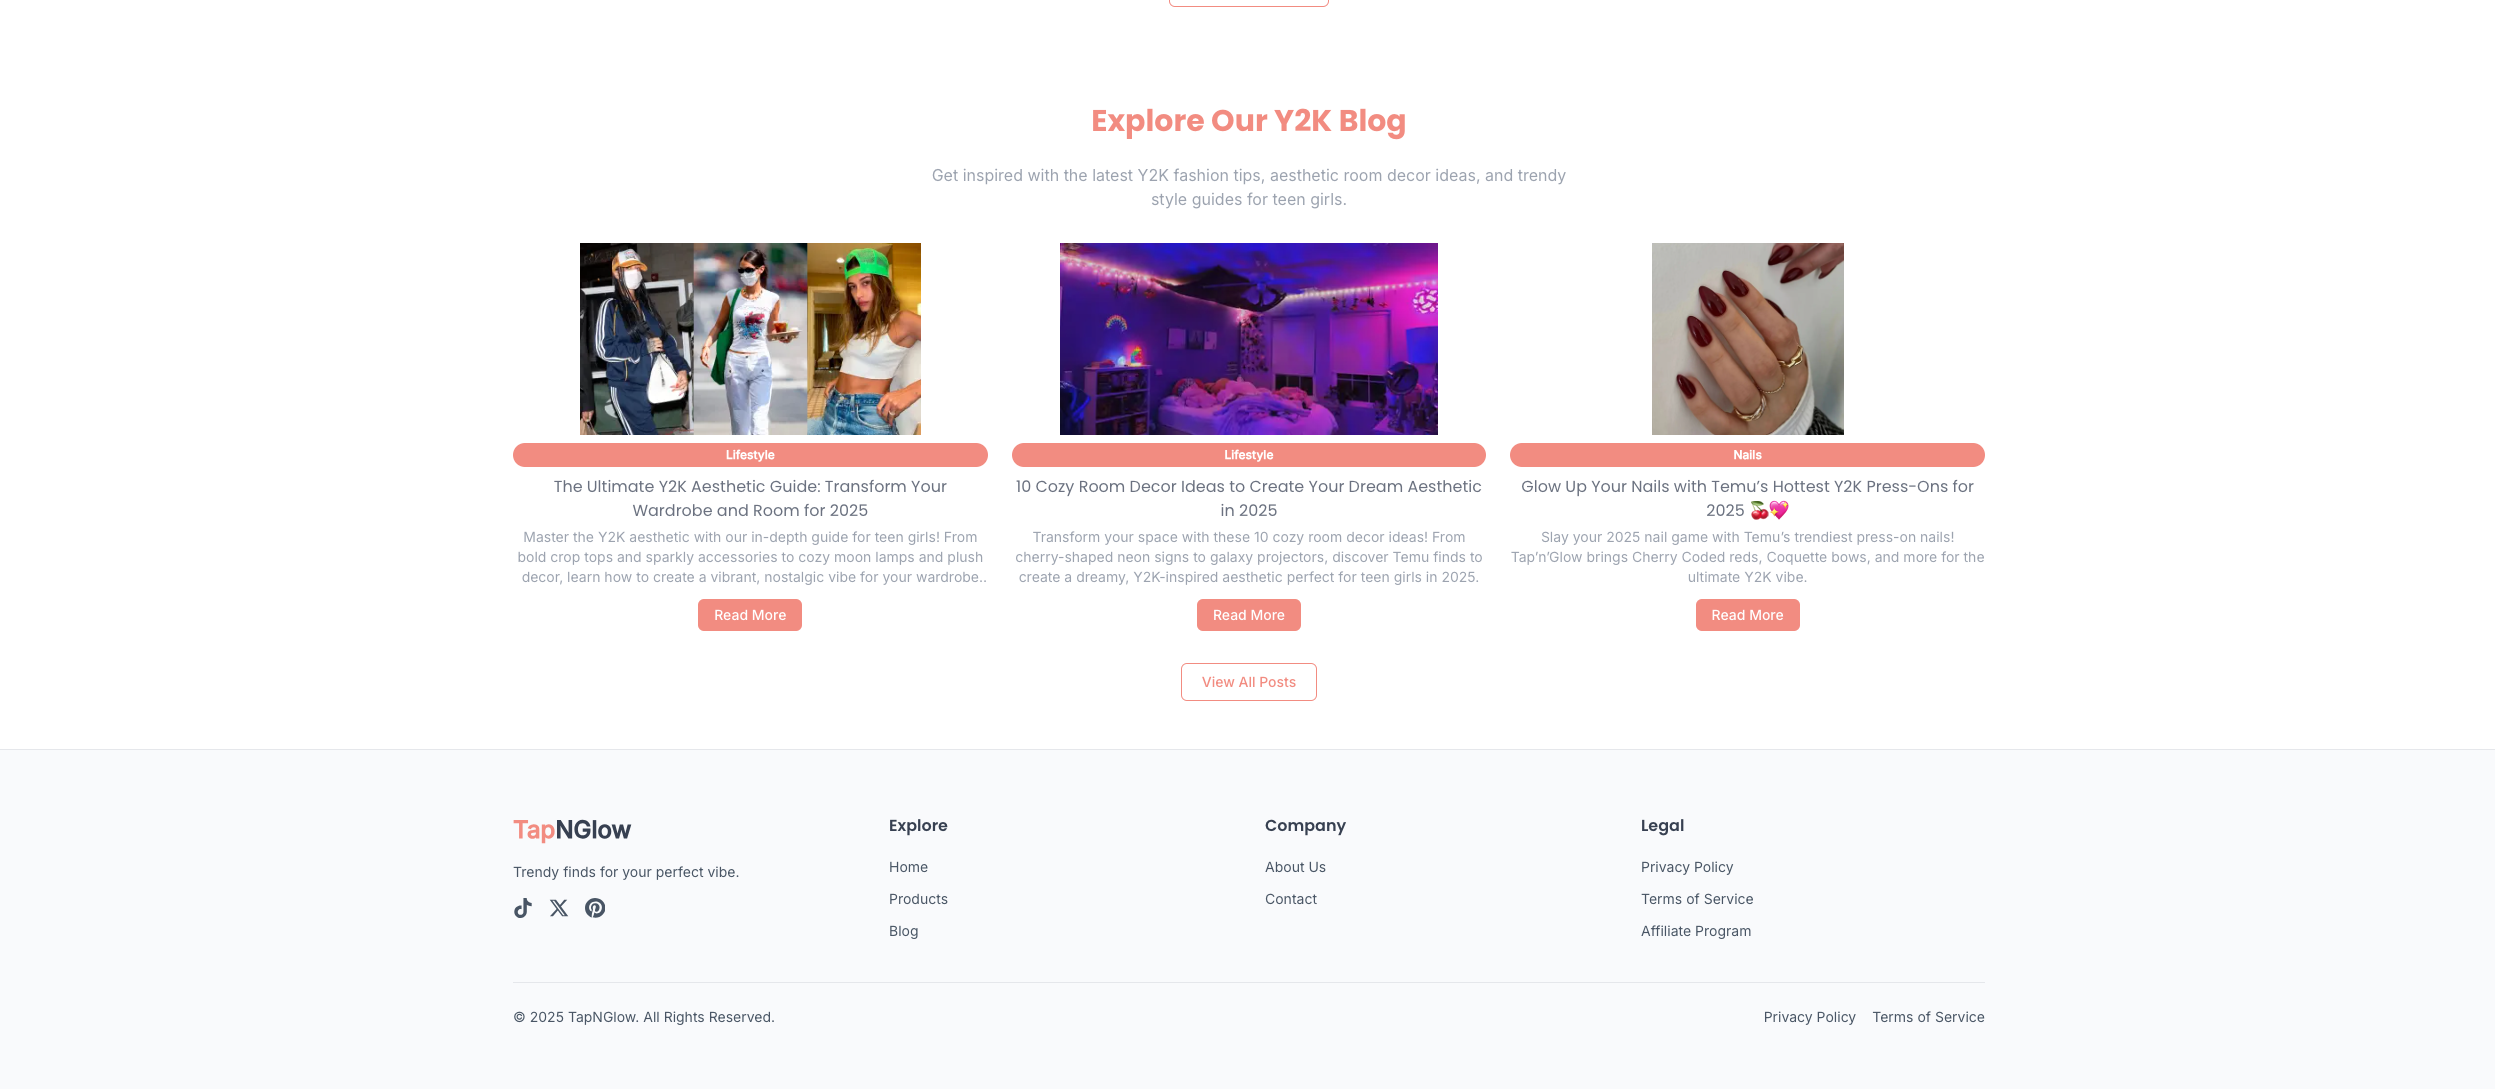 Explore Our Y2K Blog
Get inspired with the latest Y2K fashion tips, aesthetic room decor ideas, and trendy
style guides for teen girls.
Lifestyle
The Ultimate Y2K Aesthetic Guide: Transform Your
Wardrobe and Room for 2025
Master the Y2K aesthetic with our in-depth guide for teen girls! From
bold crop tops and sparkly accessories to cozy moon lamps and plush
decor, learn how to create a vibrant, nostalgic vibe for your wardrobe..
Read More
Lifestyle
10 Cozy Room Decor Ideas to Create Your Dream Aesthetic
in 2025
Transform your space with these 10 cozy room decor ideas! From
cherry-shaped neon signs to galaxy projectors, discover Temu finds to
create a dreamy, Y2K-inspired aesthetic perfect for teen girls in 2025.
Read More
Nails
Glow Up Your Nails with Temu’s Hottest Y2K Press-Ons for
2025 🍒💖
Slay your 2025 nail game with Temu’s trendiest press-on nails!
Tap’n’Glow brings Cherry Coded reds, Coquette bows, and more for the
ultimate Y2K vibe.
Read More
View All Posts
TapNGlow
Trendy finds for your perfect vibe.
Explore
Home
Products
Blog
Company
About Us
Contact
Legal
Privacy Policy
Terms of Service
Affiliate Program
© 2025 TapNGlow. All Rights Reserved.
Privacy Policy
Terms of Service